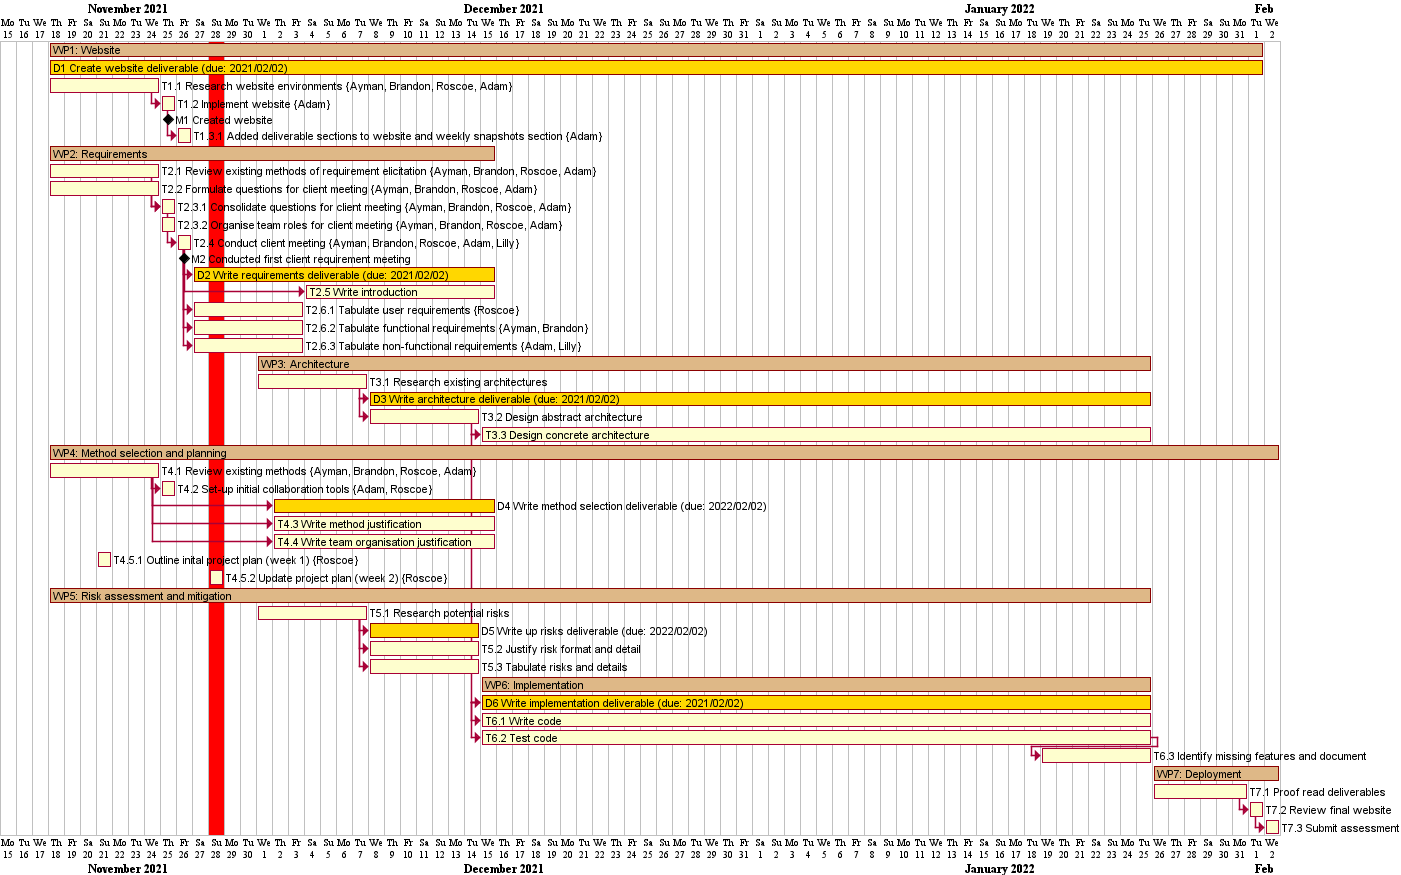 November 2021 December 2021 January 2022 Feb
Mo Tu We Th Fr Sa Su Mo Tu We Th Fr Sa Su Mo Tu We Th Fr Sa Su Mo Tu We Th Fr Sa Su Mo Tu We Th Fr Sa Su Mo Tu We Th Fr Sa Su Mo Tu We Th Fr Sa Su Mo Tu We Th Fr Sa Su Mo Tu We Th Fr Sa Su Mo Tu We Th Fr Sa Su Mo Tu We Th Fr Sa Su Mo Tu We
15 16 17 18 19 20 21 22 23 24 25 26 27 28 29 30 1 2 3 4 5 6 7 8 9 10 11 12 13 14 15 16 17 18 19 20 21 22 23 24 25 26 27 28 29 30 31 1 2 3 4 5 6 7 8 9 10 11 12 13 14 15 16 17 18 19 20 21 22 23 24 25 26 27 28 29 30 31 1 2
WP1: Website
D1 Create website deliverable (due: 2021/02/02)
T1.1 Research website environments {Ayman, Brandon, Roscoe, Adam}
T1.2 Implement website {Adam}
M1 Created website
T1.3.1 Added deliverable sections to website and weekly snapshots section {Adam}
WP2: Requirements
T2.1 Review existing methods of requirement elicitation {Ayman, Brandon, Roscoe, Adam}
T2.2 Formulate questions for client meeting {Ayman, Brandon, Roscoe, Adam}
T2.3.1 Consolidate questions for client meeting {Ayman, Brandon, Roscoe, Adam}
T2.3.2 Organise team roles for client meeting {Ayman, Brandon, Roscoe, Adam}
T2.4 Conduct client meeting {Ayman, Brandon, Roscoe, Adam, Lilly}
M2 Conducted first client requirement meeting
D2 Write requirements deliverable (due: 2021/02/02)
T2.5 Write introduction
T2.6.1 Tabulate user requirements {Roscoe}
T2.6.2 Tabulate functional requirements {Ayman, Brandon}
T2.6.3 Tabulate non-functional requirements {Adam, Lilly}
WP3: Architecture
T3.1 Research existing architectures
D3 Write architecture deliverable (due: 2021/02/02)
T3.2 Design abstract architecture
T3.3 Design concrete architecture
WP4: Method selection and planning
T4.1 Review existing methods {Ayman, Brandon, Roscoe, Adam}
T4.2 Set-up initial collaboration tools {Adam, Roscoe}
D4 Write method selection deliverable (due: 2022/02/02)
T4.3 Write method justification
T4.4 Write team organisation justification
T4.5.1 Outline inital project plan (week 1) {Roscoe}
T4.5.2 Update project plan (week 2) {Roscoe}
WP5: Risk assessment and mitigation
T5.1 Research potential risks
D5 Write up risks deliverable (due: 2022/02/02)
T5.2 Justify risk format and detail
T5.3 Tabulate risks and details
WP6: Implementation
D6 Write implementation deliverable (due: 2021/02/02)
T6.1 Write code
T6.2 Test code
T6.3 Identify missing features and document
WP7: Deployment
T7.1 Proof read deliverables
T7.2 Review final website
T7.3 Submit assessment
Mo Tu We Th Fr Sa Su Mo Tu We Th Fr Sa Su Mo Tu We Th Fr Sa Su Mo Tu We Th Fr Sa Su Mo Tu We Th Fr Sa Su Mo Tu We Th Fr Sa Su Mo Tu We Th Fr Sa Su Mo Tu We Th Fr Sa Su Mo Tu We Th Fr Sa Su Mo Tu We Th Fr Sa Su Mo Tu We Th Fr Sa Su Mo Tu We
15 16 17 18 19 20 21 22 23 24 25 26 27 28 29 30 1 2 3 4 5 6 7 8 9 10 11 12 13 14 15 16 17 18 19 20 21 22 23 24 25 26 27 28 29 30 31 1 2 3 4 5 6 7 8 9 10 11 12 13 14 15 16 17 18 19 20 21 22 23 24 25 26 27 28 29 30 31 1 2
November 2021 December 2021 January 2022 Feb